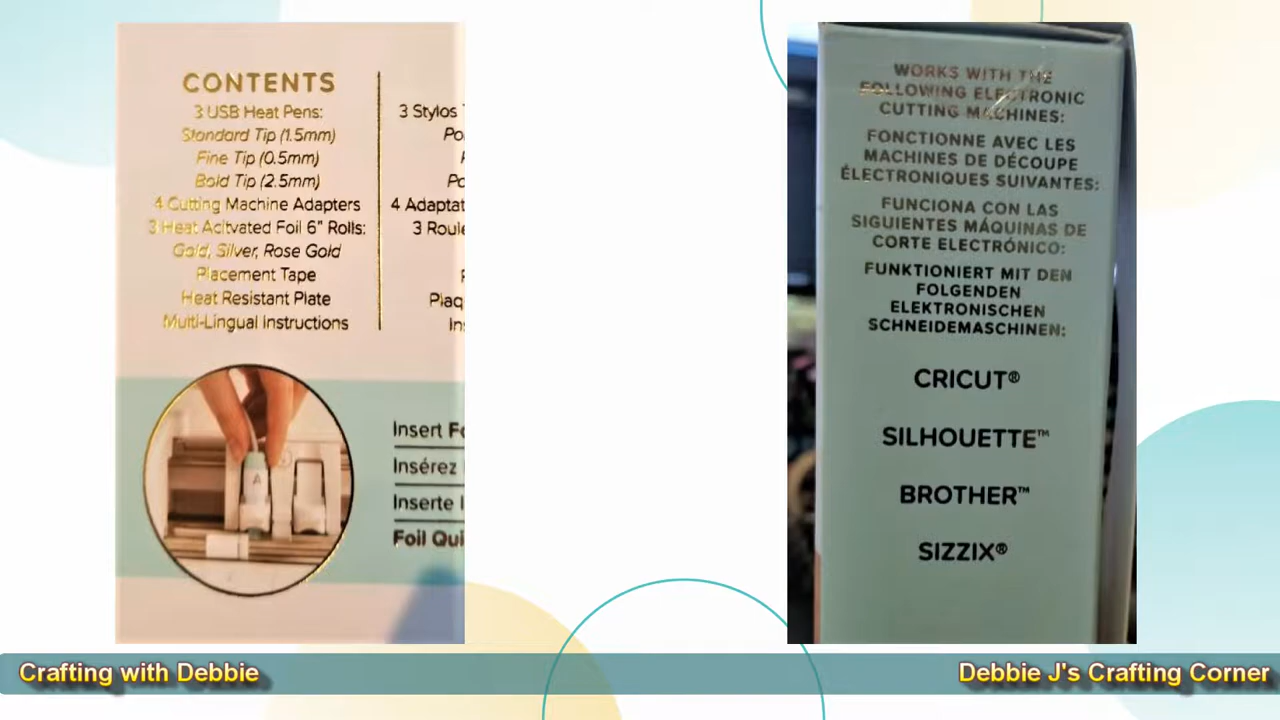 CONTENTS
3 USB Heat Pens:
Standard Tip (1.5mm)
Fine Tip (0.5mm)
Bold Tip (2.5mm)
4 Cutting Machine Adapters
3 Heat Acitvated Foil 6" Rolls:
Gold, Silver, Rose Gold
Placement Tape
Heat Resistant Plate
Multi-Lingual Instructions
3 Stylos
4 Adaptat
3 Roule
Plaq
Insert Fo
Insérez
Inserte
Foil Qui
A
WORKS WITH THE
FOLLOWING ELECTRONIC
CUTTING MACHINES:
FONCTIONNE AVEC LES
MACHINES DE DÉCOUPE
ÉLECTRONIQUES SUIVANTES:
FUNCIONA CON LAS
SIGUIENTES MÁQUINAS DE
CORTE ELECTRÓNICO:
FUNKTIONIERT MIT DEN
FOLGENDEN
ELEKTRONISCHEN
SCHNEIDEMASCHINEN:
CRICUT®
SILHOUETTE™
BROTHER™
SIZZIX®
Crafting with Debbie
Debbie J's Crafting Corner